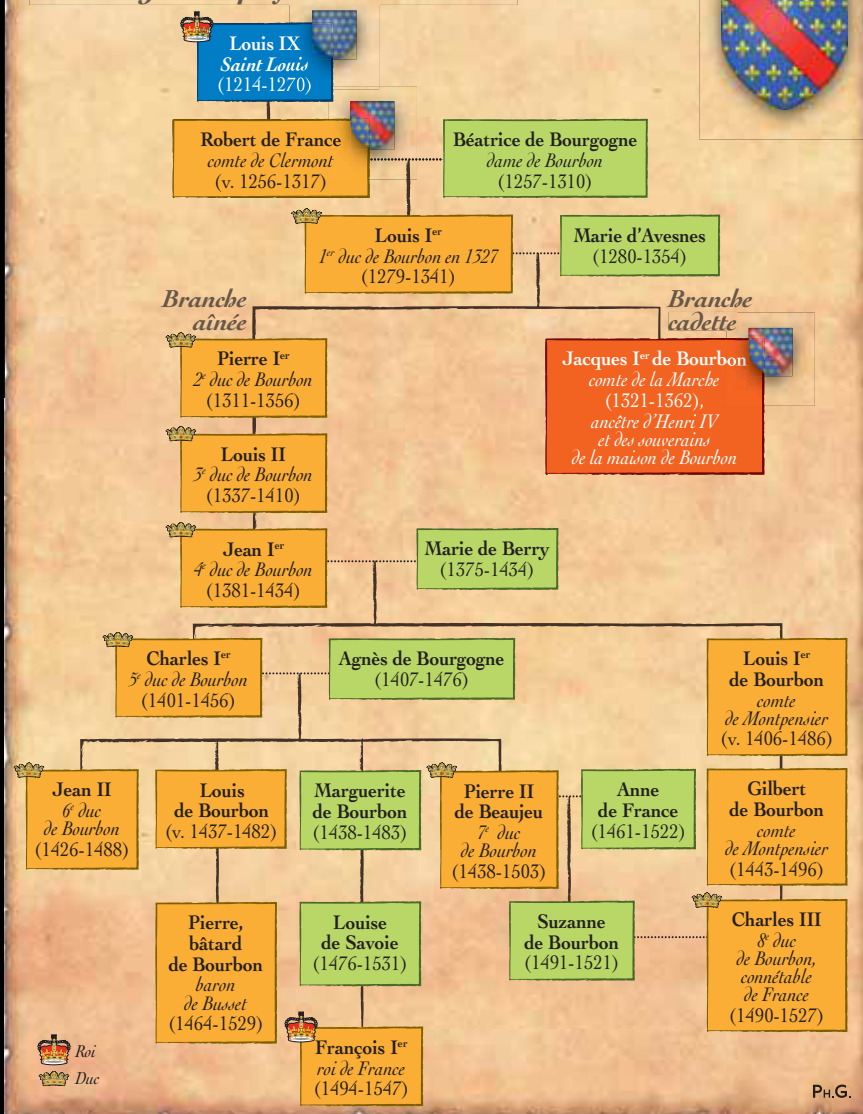 Louis IX
Saint Louis
(1214-1270)
Robert de France
comte de Clermont
(v. 1256-1317)
Béatrice de Bourgogne
dame de Bourbon
(1257-1310)
Louis Ier
1er duc de Bourbon en 1327
(1279-1341)
Marie d'Avesnes
(1280-1354)
Branche
aînée
Branche
cadette
Pierre Ier
2e duc de Bourbon
(1311-1356)
Jacques Ier de Bourbon
comte de la Marche
(1321-1362),
ancêtre d'Henri IV
et des souverains
de la maison de Bourbon
Louis II
3e duc de Bourbon
(1337-1410)
Jean Ier
4e duc de Bourbon
(1381-1434)
Marie de Berry
(1375-1434)
Charles Ier
5e duc de Bourbon
(1401-1456)
Agnès de Bourgogne
(1407-1476)
Louis Ier
de Bourbon
comte
de Montpensier
(v. 1406-1486)
Jean II
6e duc
de Bourbon
(1426-1488)
Louis
de Bourbon
(v. 1437-1482)
Marguerite
de Bourbon
(1438-1483)
Pierre II
de Beaujeu
7e duc
de Bourbon
(1438-1503)
Anne
de France
(1461-1522)
Gilbert
de Bourbon
comte
de Montpensier
(1443-1496)
Pierre,
bâtard
de Bourbon
baron
de Busset
(1464-1529)
Louise
de Savoie
(1476-1531)
Suzanne
de Bourbon
(1491-1521)
Charles III
8e duc
de Bourbon,
connétable
de France
(1490-1527)
François Ier
roi de France
(1494-1547)
Roi
Duc
PH.G.